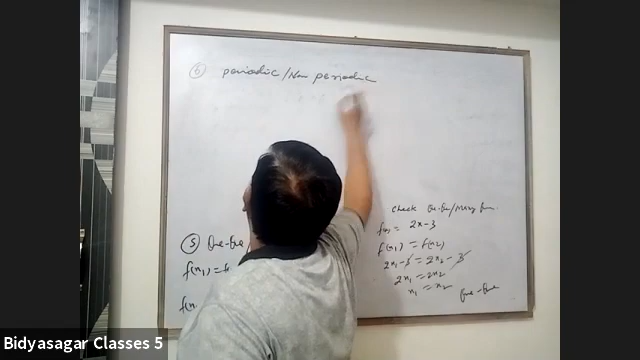 ⑥ periodic/Non periodic
⑤ One-One
f(x₁) = f
f(x₁
Check One-One/Many One
f(x) = 2x-3
f(x₁) = f(x₂)
2x₁-3 = 2x₂-3
2x₁ = 2x₂
x₁ = x₂ One-One
Bidyasagar Classes 5